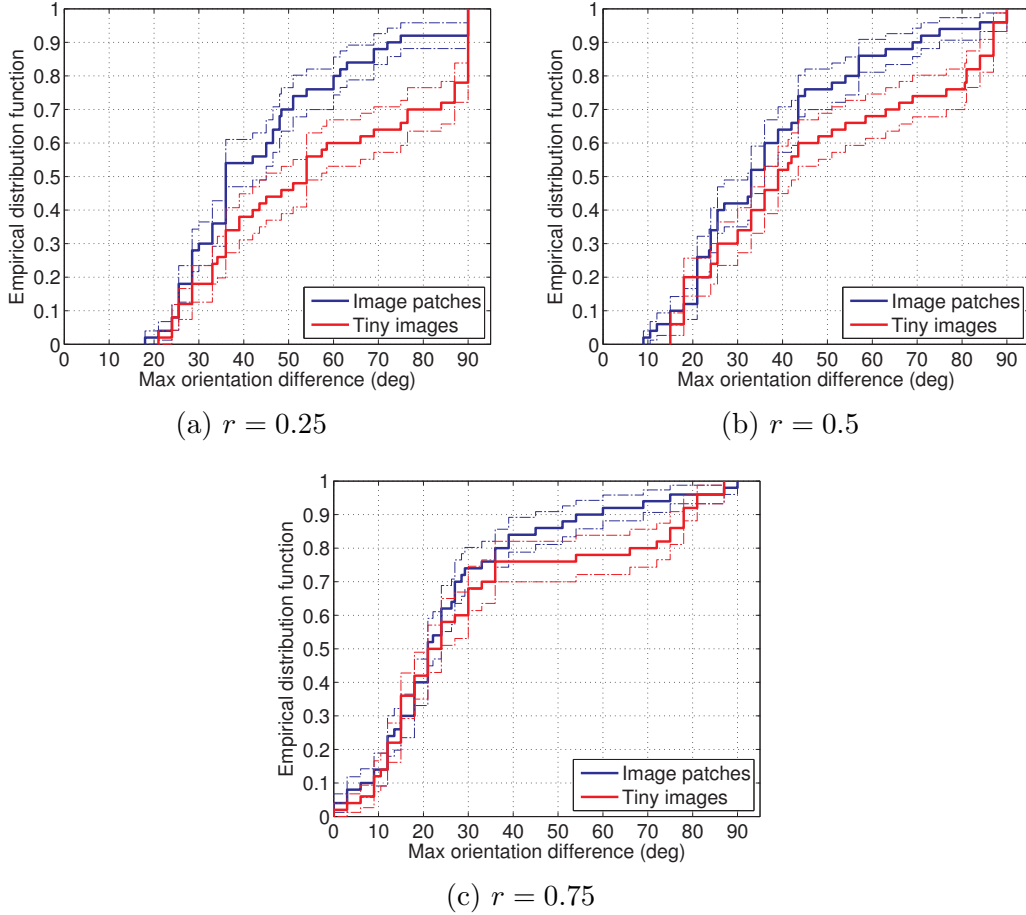 Empirical distribution function
1
0.9
0.8
0.7
0.6
0.5
0.4
0.3
0.2
0.1
0
0 10 20 30 40 50 60 70 80 90
Image patches
Tiny images
Max orientation difference (deg)
(a) r = 0.25
Empirical distribution function
1
0.9
0.8
0.7
0.6
0.5
0.4
0.3
0.2
0.1
0
0 10 20 30 40 50 60 70 80 90
Image patches
Tiny images
Max orientation difference (deg)
(b) r = 0.5
Empirical distribution function
1
0.9
0.8
0.7
0.6
0.5
0.4
0.3
0.2
0.1
0
0 10 20 30 40 50 60 70 80 90
Image patches
Tiny images
Max orientation difference (deg)
(c) r = 0.75